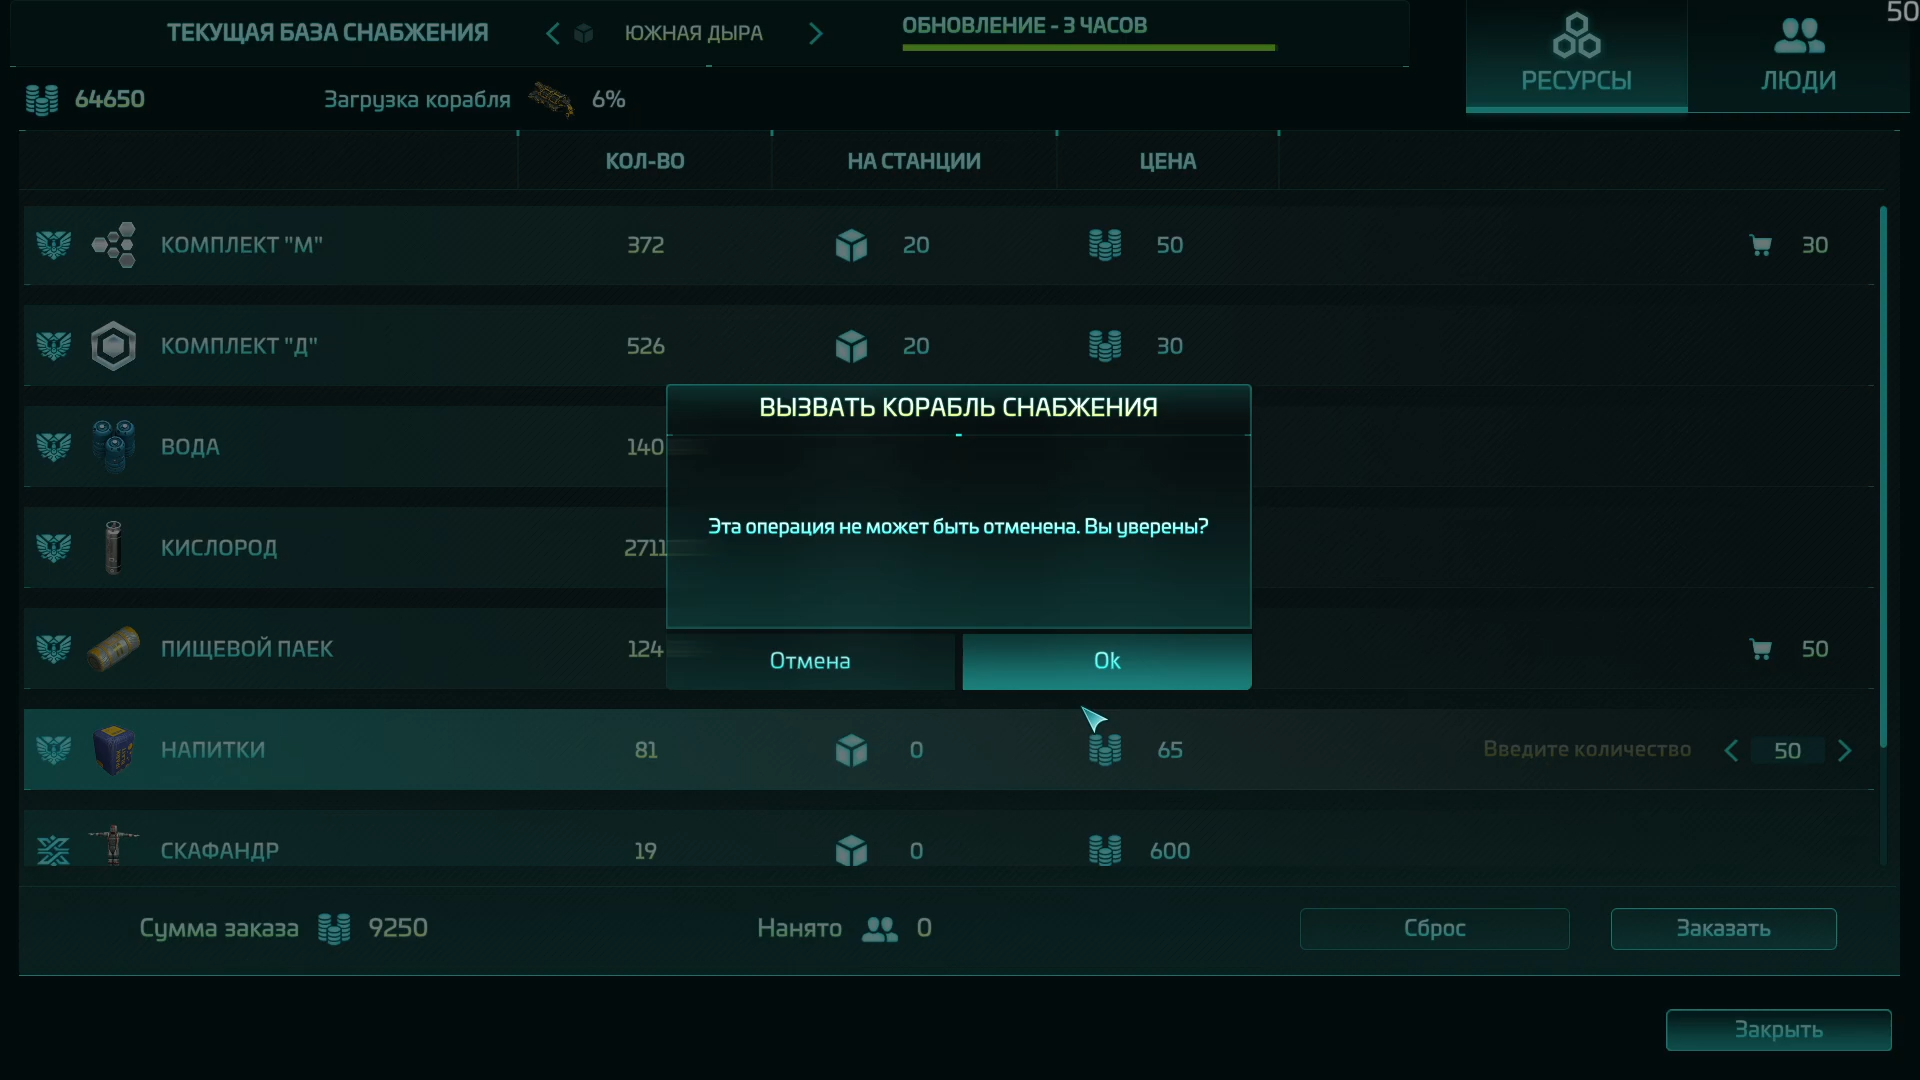 50
ТЕКУЩАЯ БАЗА СНАБЖЕНИЯ
ЮЖНАЯ ДЫРА
ОБНОВЛЕНИЕ - 3 ЧАСОВ
РЕСУРСЫ
ЛЮДИ
64650
Загрузка корабля 6%
КОЛ-ВО НА СТАНЦИИ ЦЕНА
КОМПЛЕКТ "М" 372 20 50 30
КОМПЛЕКТ "Д" 526 20 30
ВОДА 140
КИСЛОРОД 2711
ПИЩЕВОЙ ПАЕК 124 50
НАПИТКИ 81 0 65 Введите количество 50
СКАФАНДР 19 0 600
ВЫЗВАТЬ КОРАБЛЬ СНАБЖЕНИЯ
Эта операция не может быть отменена. Вы уверены?
Отмена Ok
Сумма заказа 9250 Нанято 0 Сброс Заказать
Закрыть